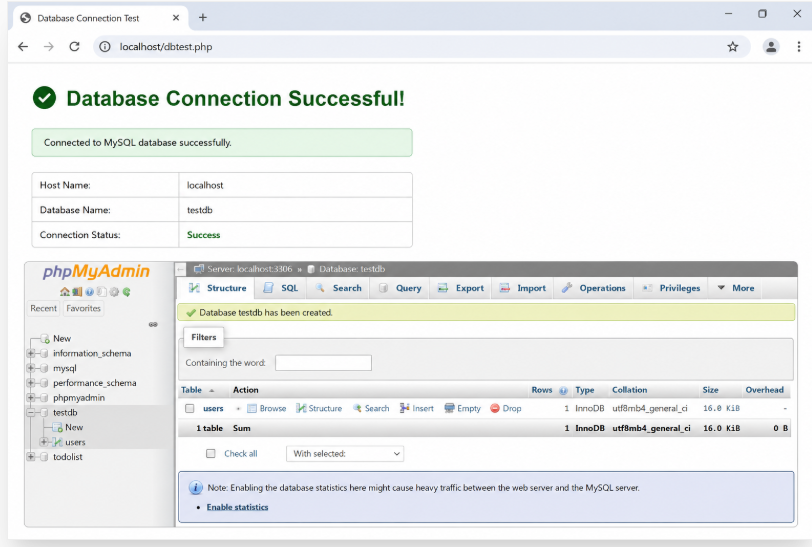 Database Connection Test
localhost/dbtest.php
Database Connection Successful!
Connected to MySQL database successfully.
Host Name: localhost
Database Name: testdb
Connection Status: Success
phpMyAdmin
Recent Favorites
New
information_schema
mysql
performance_schema
phpmyadmin
testdb
New
users
todolist
Server: localhost:3306 » Database: testdb
Structure SQL Search Query Export Import Operations Privileges More
Database testdb has been created.
Filters
Containing the word:
Table Action Rows Type Collation Size Overhead
users Browse Structure Search Insert Empty Drop 1 InnoDB utf8mb4_general_ci 16.0 KiB -
1 table Sum 1 InnoDB utf8mb4_general_ci 16.0 KiB 0 B
Check all With selected:
Note: Enabling the database statistics here might cause heavy traffic between the web server and the MySQL server.
• Enable statistics